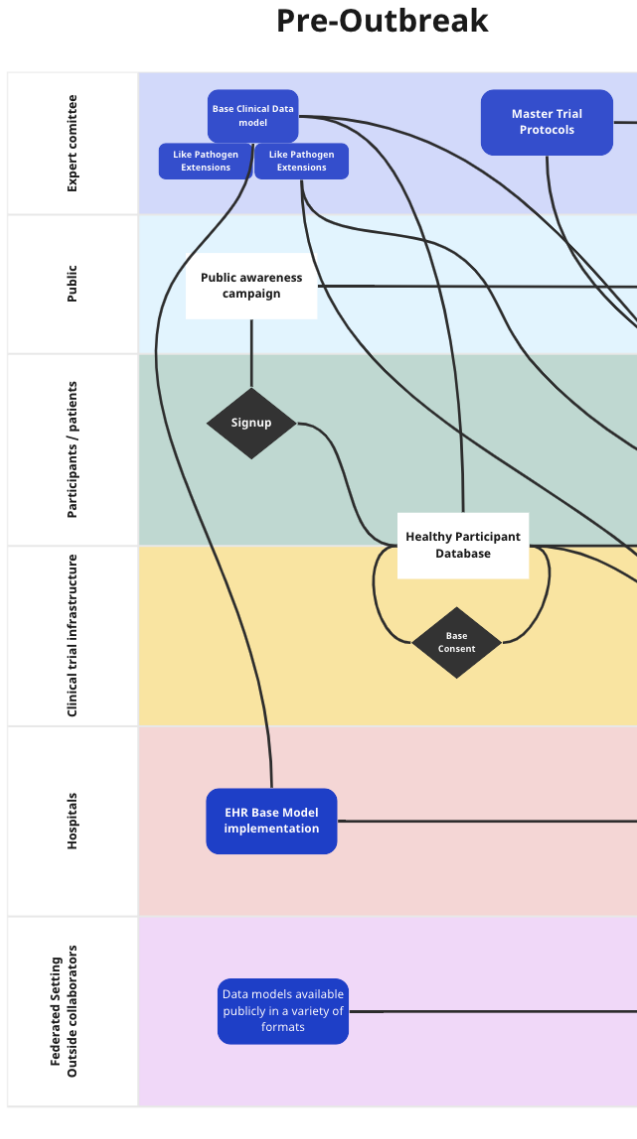 Pre-Outbreak
Expert comittee
Base Clinical Data
model
Like Pathogen
Extensions
Like Pathogen
Extensions
Master Trial
Protocols
Public
Public awareness
campaign
Participants / patients
Signup
Healthy Participant
Database
Clinical trial infrastructure
Base
Consent
Hospitals
EHR Base Model
implementation
Federated Setting
Outside collaborators
Data models available
publicly in a variety of
formats